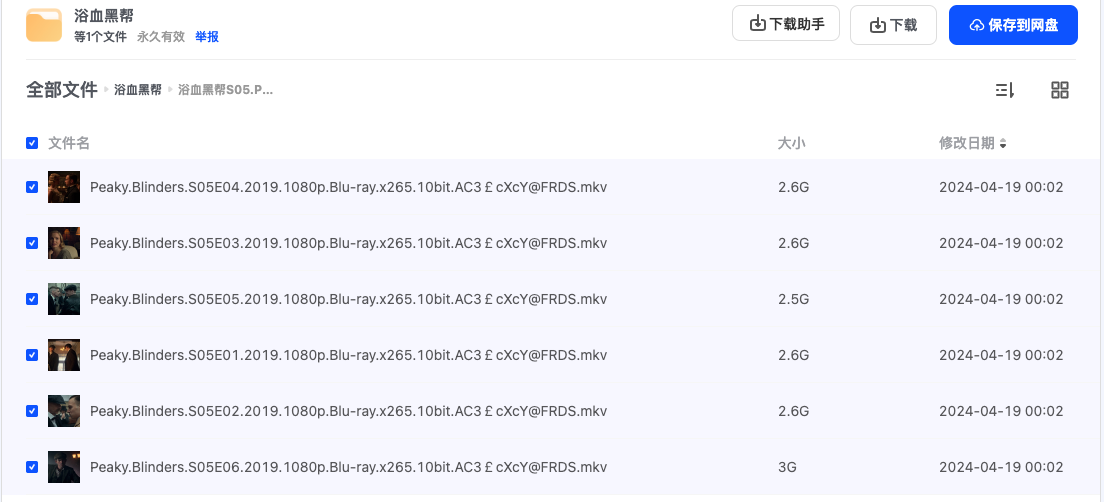 浴血黑帮
等1个文件 永久有效 举报
下载助手 下载 保存到网盘
全部文件 浴血黑帮 浴血黑帮S05.P...
文件名 大小 修改日期
Peaky.Blinders.S05E04.2019.1080p.Blu-ray.x265.10bit.AC3￡cXcY@FRDS.mkv 2.6G 2024-04-19 00:02
Peaky.Blinders.S05E03.2019.1080p.Blu-ray.x265.10bit.AC3￡cXcY@FRDS.mkv 2.6G 2024-04-19 00:02
Peaky.Blinders.S05E05.2019.1080p.Blu-ray.x265.10bit.AC3￡cXcY@FRDS.mkv 2.5G 2024-04-19 00:02
Peaky.Blinders.S05E01.2019.1080p.Blu-ray.x265.10bit.AC3￡cXcY@FRDS.mkv 2.6G 2024-04-19 00:02
Peaky.Blinders.S05E02.2019.1080p.Blu-ray.x265.10bit.AC3￡cXcY@FRDS.mkv 2.6G 2024-04-19 00:02
Peaky.Blinders.S05E06.2019.1080p.Blu-ray.x265.10bit.AC3￡cXcY@FRDS.mkv 3G 2024-04-19 00:02